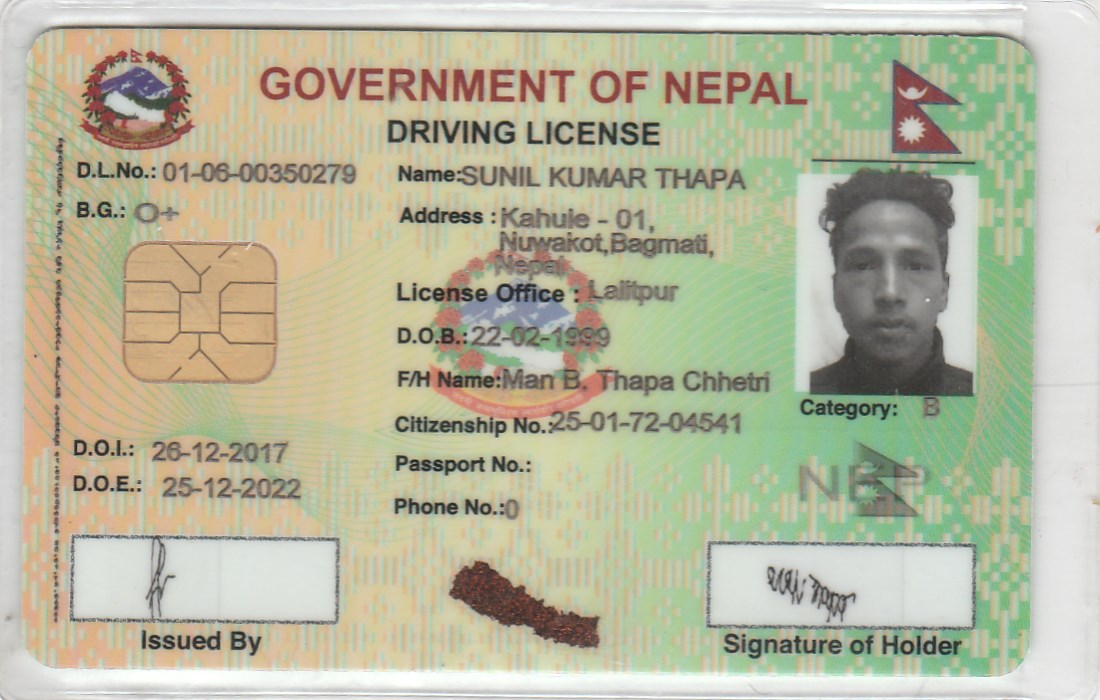 GOVERNMENT OF NEPAL
DRIVING LICENSE
D.L.No.: 01-06-00350279
B.G.: O+
Name: SUNIL KUMAR THAPA
Address : Kahule - 01,
Nuwakot,Bagmati,
Nepal
License Office : Lalitpur
D.O.B.: 22-02-1999
F/H Name: Man B. Thapa Chhetri
Citizenship No.: 25-01-72-04541
Category: B
D.O.I.: 26-12-2017
D.O.E.: 25-12-2022
Passport No.:
Phone No.: 0
NEP
Issued By
Signature of Holder